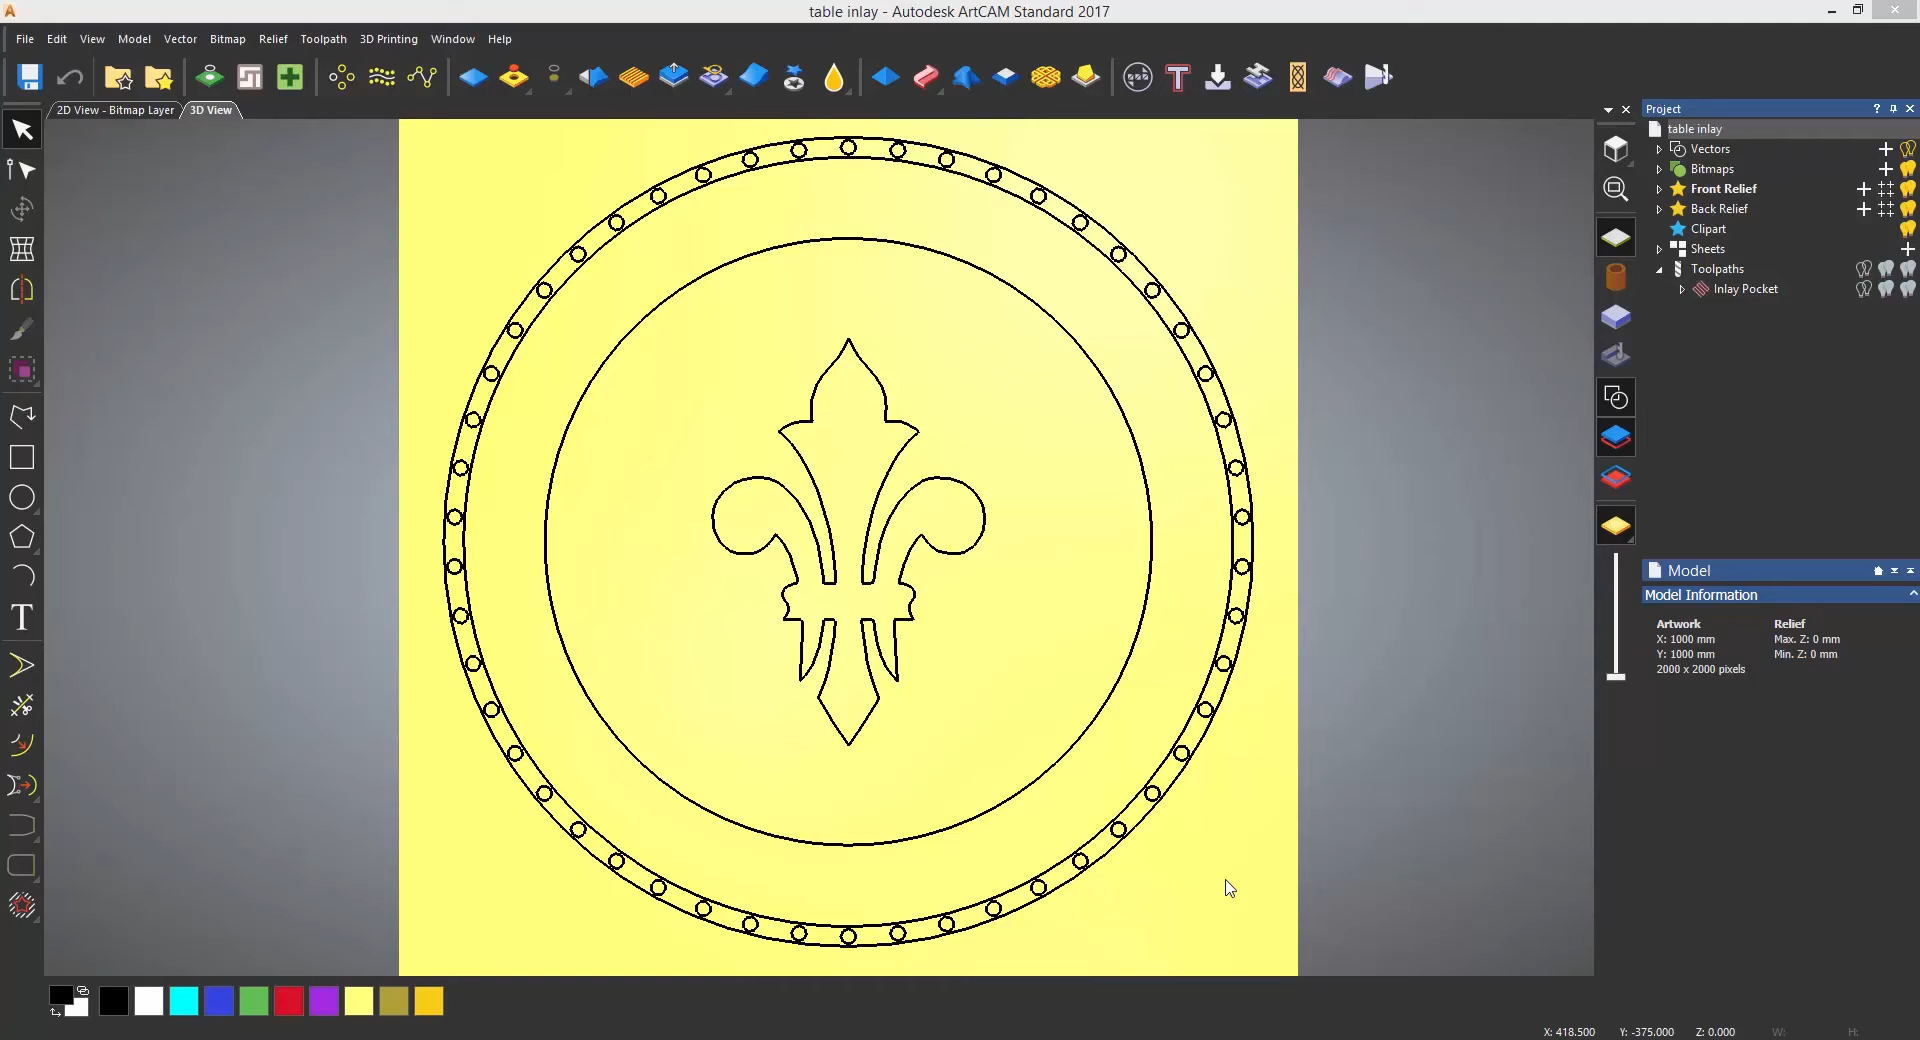 table inlay - Autodesk ArtCAM Standard 2017
File Edit View Model Vector Bitmap Relief Toolpath 3D Printing Window Help
2D View - Bitmap Layer 3D View
Project
table inlay
Vectors
Bitmaps
Front Relief
Back Relief
Clipart
Sheets
Toolpaths
Inlay Pocket
Model
Model Information
Artwork Relief
X: 1000 mm Max. Z: 0 mm
Y: 1000 mm Min. Z: 0 mm
2000 x 2000 pixels
X: 418.500 Y: -375.000 Z: 0.000 W: H: